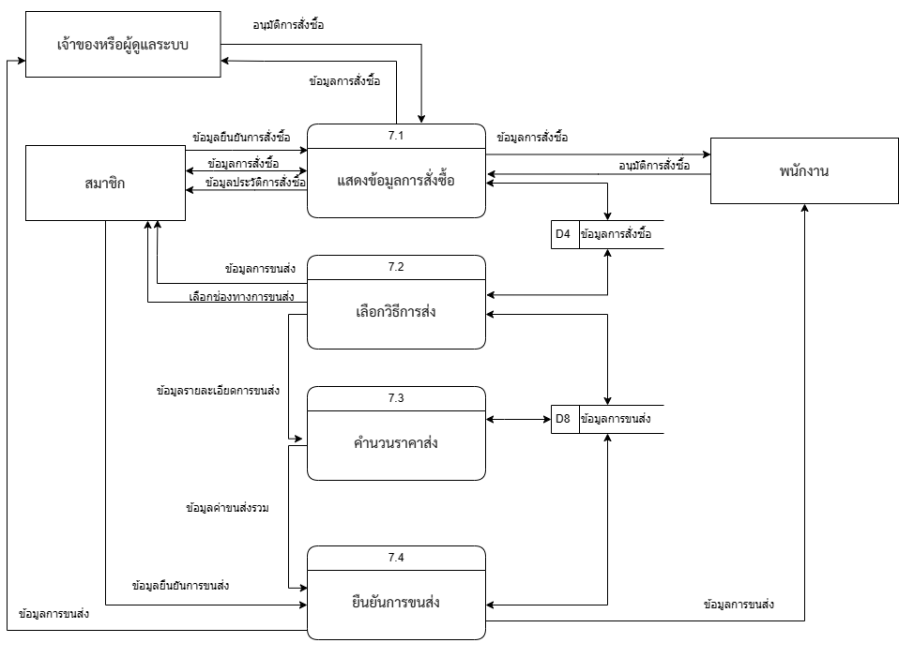 อนุมัติการสั่งซื้อ
เจ้าของหรือผู้ดูแลระบบ
ข้อมูลการสั่งซื้อ
ข้อมูลยืนยันการสั่งซื้อ
7.1
ข้อมูลการสั่งซื้อ
ข้อมูลการสั่งซื้อ
อนุมัติการสั่งซื้อ
พนักงาน
สมาชิก
ข้อมูลประวัติการสั่งซื้อ
แสดงข้อมูลการสั่งซื้อ
D4 ข้อมูลการสั่งซื้อ
ข้อมูลการขนส่ง
7.2
เลือกช่องทางการขนส่ง
เลือกวิธีการส่ง
ข้อมูลรายละเอียดการขนส่ง
7.3
D8 ข้อมูลการขนส่ง
คำนวนราคาส่ง
ข้อมูลค่าขนส่งรวม
7.4
ข้อมูลยืนยันการขนส่ง
ยืนยันการขนส่ง
ข้อมูลการขนส่ง
ข้อมูลการขนส่ง